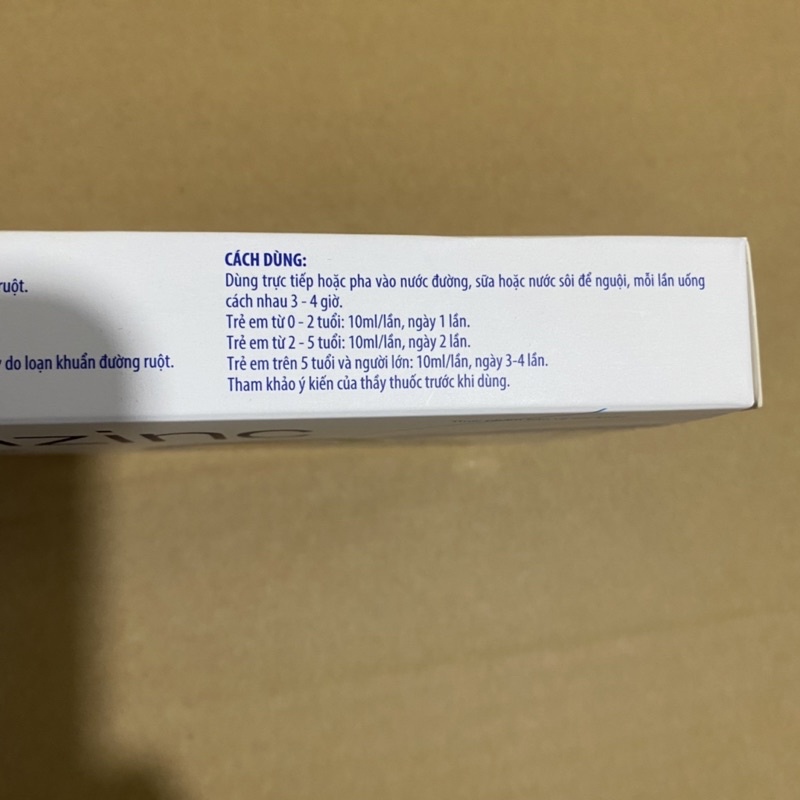 ruột.
do loạn khuẩn đường ruột.
CÁCH DÙNG:
Dùng trực tiếp hoặc pha vào nước đường, sữa hoặc nước sôi để nguội, mỗi lần uống
cách nhau 3 - 4 giờ.
Trẻ em từ 0 - 2 tuổi: 10ml/lần, ngày 1 lần.
Trẻ em từ 2 - 5 tuổi: 10ml/lần, ngày 2 lần.
Trẻ em trên 5 tuổi và người lớn: 10ml/lần, ngày 3-4 lần.
Tham khảo ý kiến của thầy thuốc trước khi dùng.
zinc